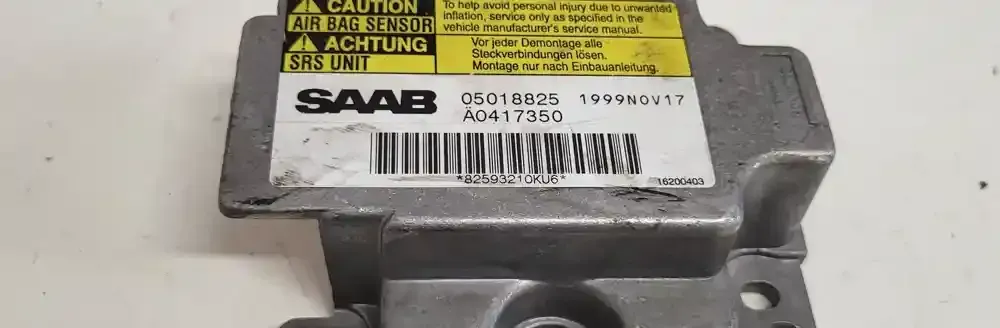 CAUTION
AIR BAG SENSOR
To help avoid personal injury due to unwanted
inflation, service only as specified in the
vehicle manufacturer's service manual.
ACHTUNG
SRS UNIT
Vor jeder Demontage alle
Steckverbindungen lösen.
Montage nur nach Einbauanleitung.
SAAB 05018825 1999NOV17
Ä0417350
*82593210KU6*
16200403